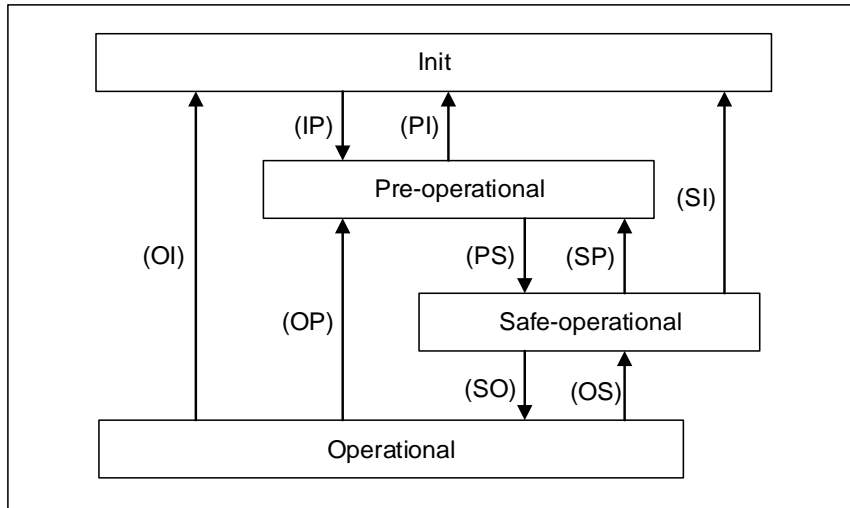 Init
(IP)
(PI)
Pre-operational
(SI)
(OI)
(PS)
(SP)
(OP)
Safe-operational
(SO)
(OS)
Operational